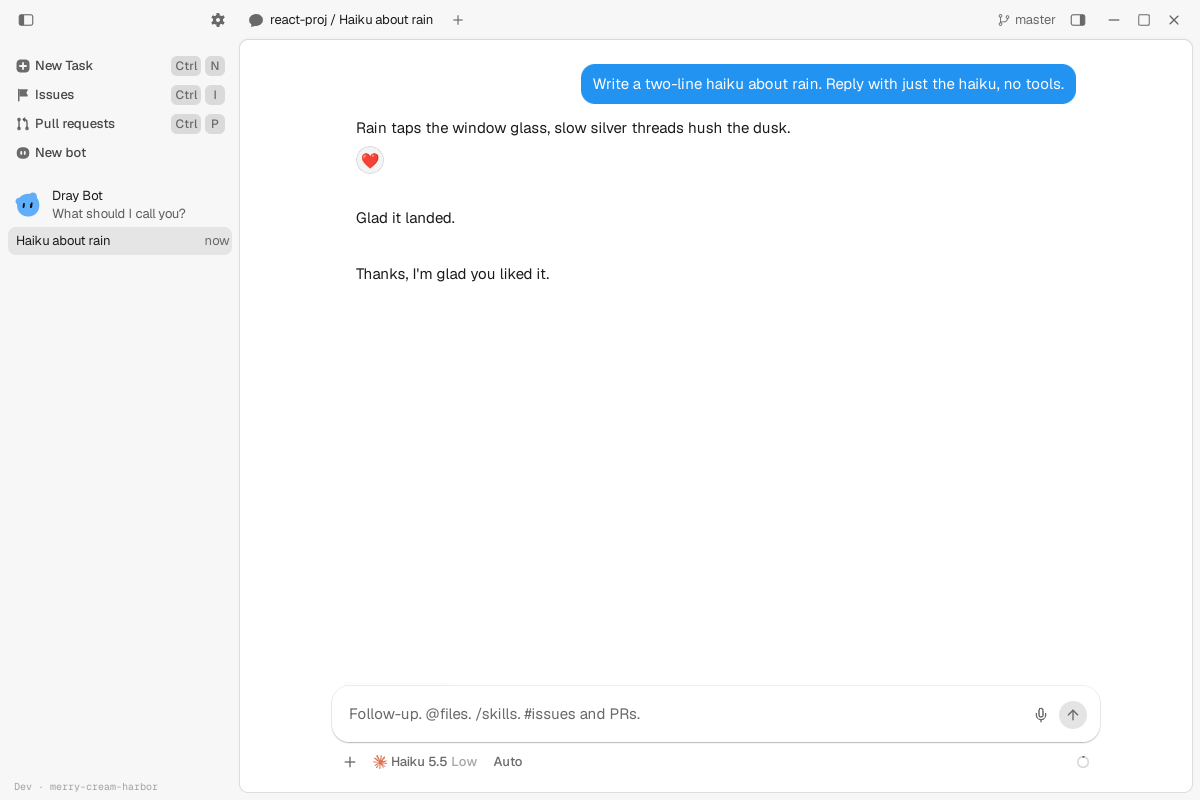 react-proj / Haiku about rain
master
New Task Ctrl N
Issues Ctrl I
Pull requests Ctrl P
New bot
Dray Bot
What should I call you?
Haiku about rain now
Write a two-line haiku about rain. Reply with just the haiku, no tools.
Rain taps the window glass, slow silver threads hush the dusk.
Glad it landed.
Thanks, I'm glad you liked it.
Follow-up. @files. /skills. #issues and PRs.
Haiku 5.5 Low Auto
Dev · merry-cream-harbor